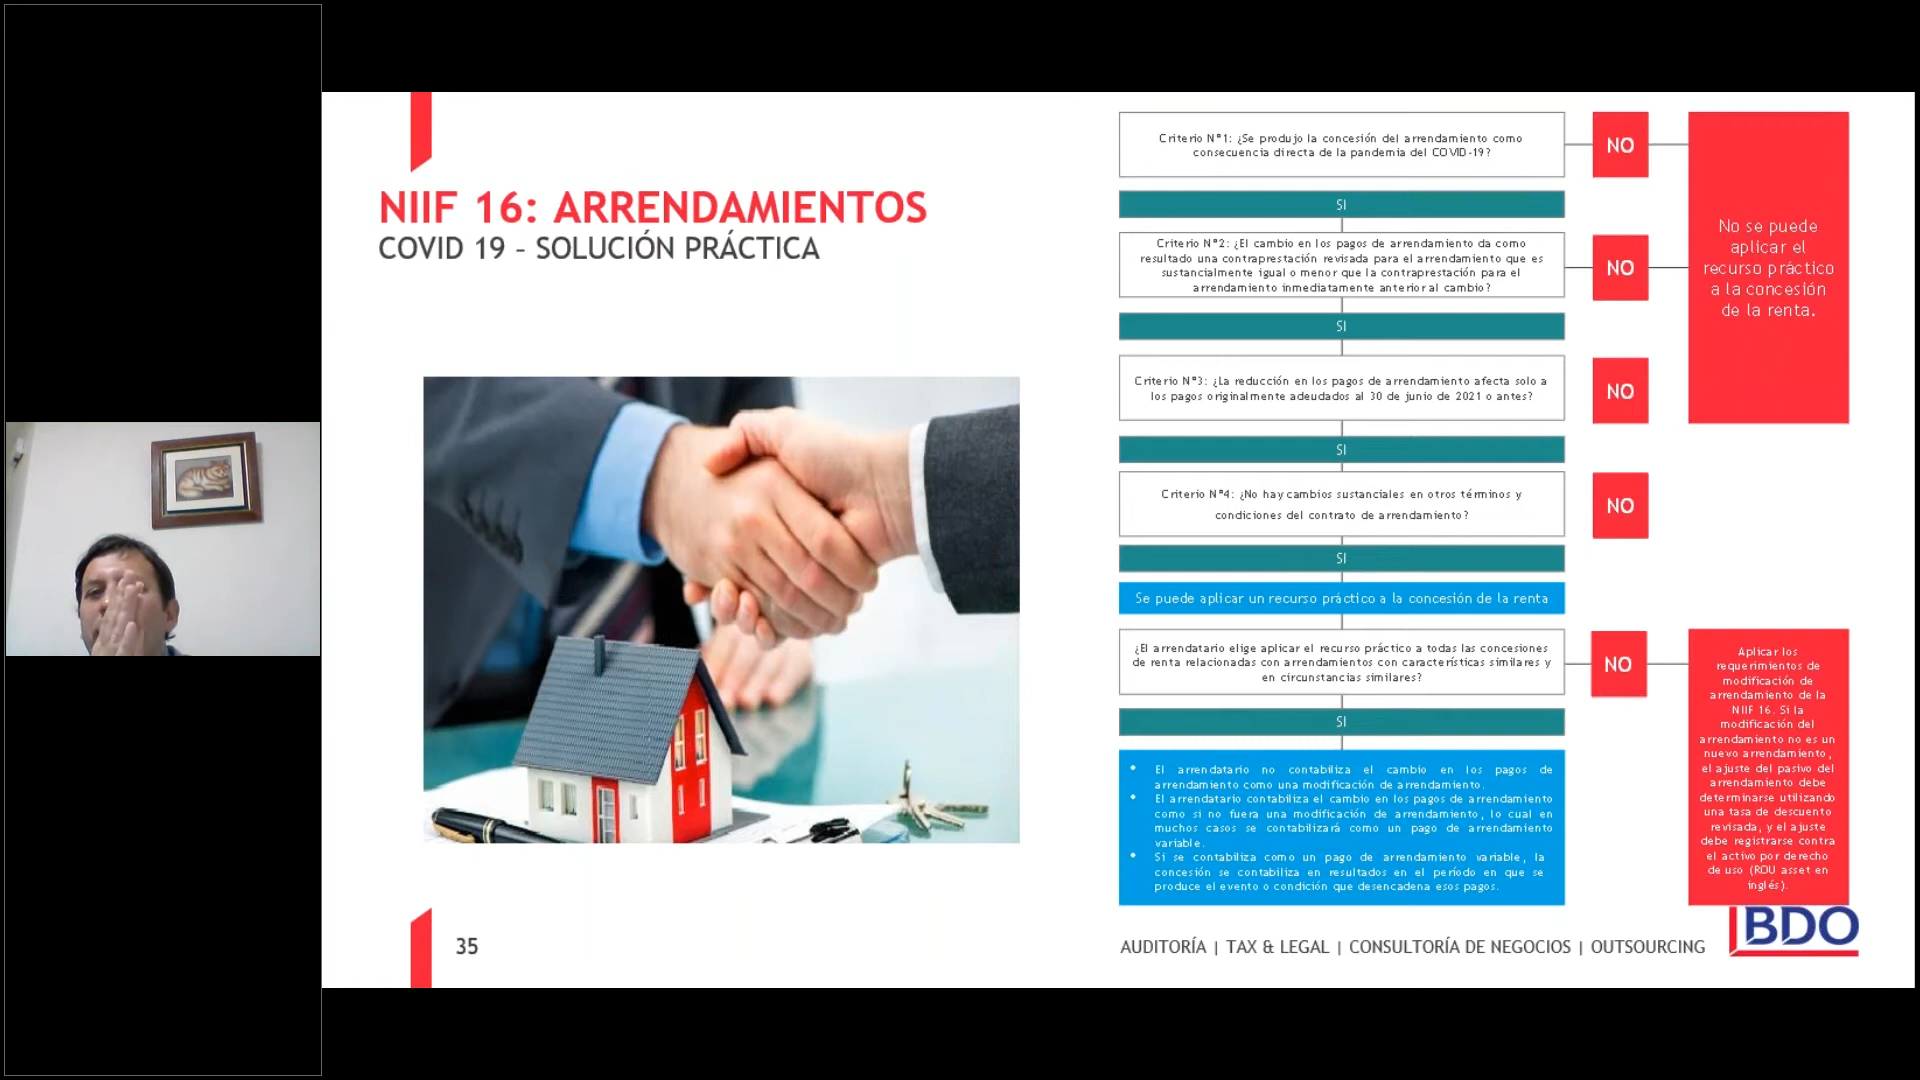 NIIF 16: ARRENDAMIENTOS
COVID 19 – SOLUCIÓN PRÁCTICA
Criterio N°1: ¿Se produjo la concesión del arrendamiento como
consecuencia directa de la pandemia del COVID-19?
NO
SI
Criterio N°2: ¿El cambio en los pagos de arrendamiento da como
resultado una contraprestación revisada para el arrendamiento que es
sustancialmente igual o menor que la contraprestación para el
arrendamiento inmediatamente anterior al cambio?
NO
No se puede
aplicar el
recurso práctico
a la concesión
de la renta.
SI
Criterio N°3: ¿La reducción en los pagos de arrendamiento afecta solo a
los pagos originalmente adeudados al 30 de junio de 2021 o antes?
NO
SI
Criterio N°4: ¿No hay cambios sustanciales en otros términos y
condiciones del contrato de arrendamiento?
NO
SI
Se puede aplicar un recurso práctico a la concesión de la renta
¿El arrendatario elige aplicar el recurso práctico a todas las concesiones
de renta relacionadas con arrendamientos con características similares y
en circunstancias similares?
NO
SI
• El arrendatario no contabiliza el cambio en los pagos de
arrendamiento como una modificación de arrendamiento.
• El arrendatario contabiliza el cambio en los pagos de arrendamiento
como si no fuera una modificación de arrendamiento, lo cual en
muchos casos se contabilizará como un pago de arrendamiento
variable.
• Si se contabiliza como un pago de arrendamiento variable, la
concesión se contabiliza en resultados en el período en que se
produce el evento o condición que desencadena esos pagos.
Aplicar los
requerimientos de
modificación de
arrendamiento de la
NIIF 16. Si la
modificación del
arrendamiento no es un
nuevo arrendamiento,
el ajuste del pasivo del
arrendamiento debe
determinarse utilizando
una tasa de descuento
revisada, y el ajuste
debe registrarse contra
el activo por derecho
de uso (ROU asset en
inglés).
35
AUDITORÍA | TAX & LEGAL | CONSULTORÍA DE NEGOCIOS | OUTSOURCING
BDO